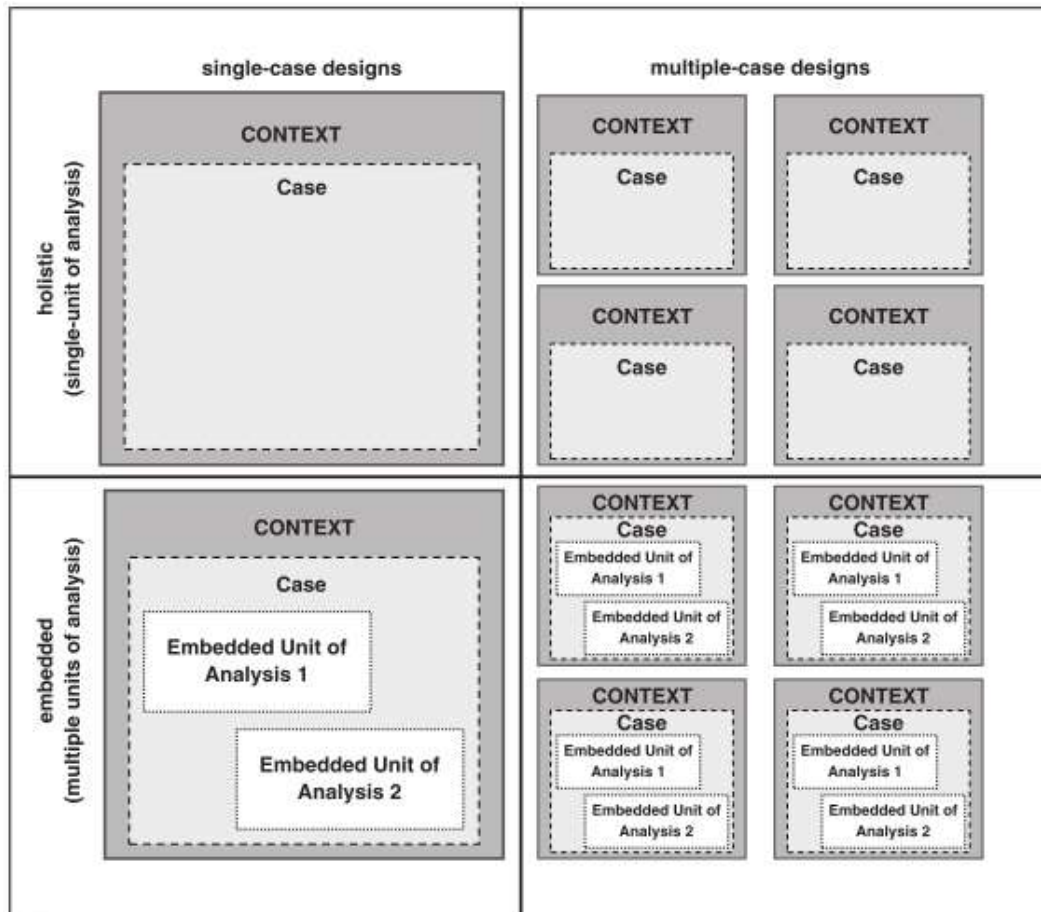 single-case designs
multiple-case designs
holistic
(single-unit of analysis)
CONTEXT
Case
CONTEXT
Case
CONTEXT
Case
CONTEXT
Case
CONTEXT
Case
embedded
(multiple units of analysis)
CONTEXT
Case
Embedded Unit of
Analysis 1
Embedded Unit of
Analysis 2
CONTEXT
Case
Embedded Unit of
Analysis 1
Embedded Unit of
Analysis 2
CONTEXT
Case
Embedded Unit of
Analysis 1
Embedded Unit of
Analysis 2
CONTEXT
Case
Embedded Unit of
Analysis 1
Embedded Unit of
Analysis 2
CONTEXT
Case
Embedded Unit of
Analysis 1
Embedded Unit of
Analysis 2